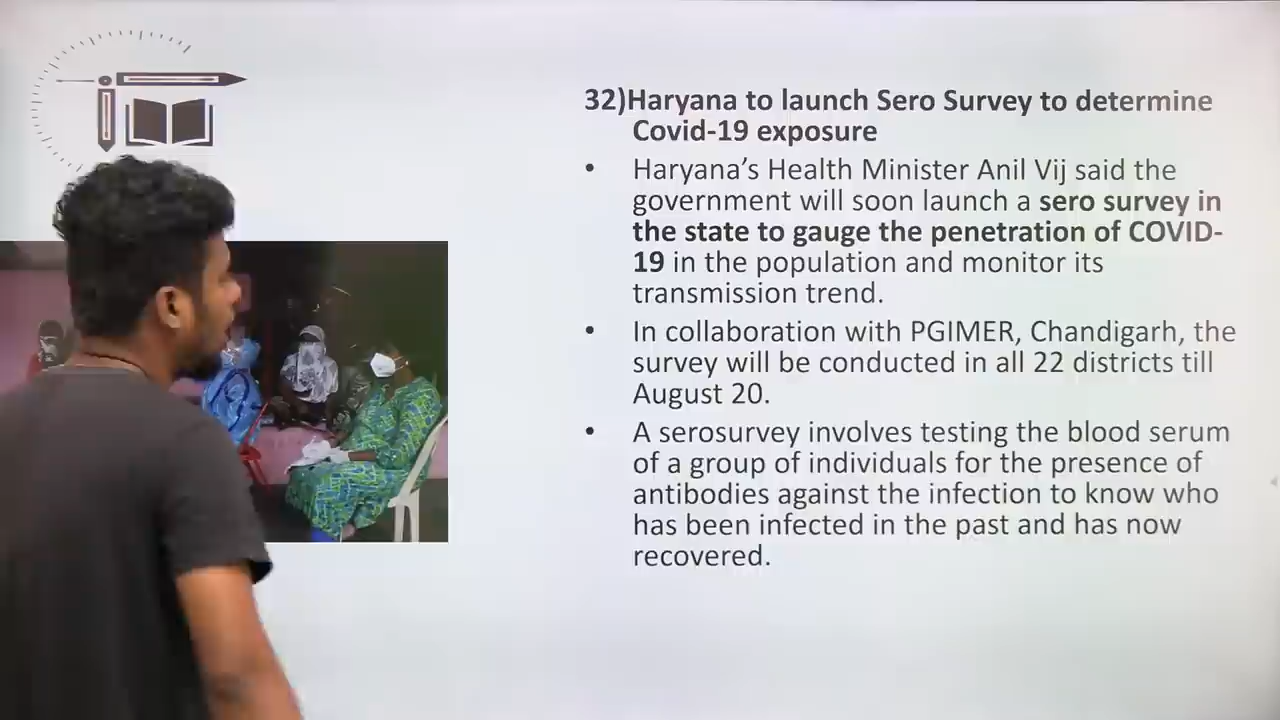 32)Haryana to launch Sero Survey to determine
Covid-19 exposure
• Haryana’s Health Minister Anil Vij said the
government will soon launch a sero survey in
the state to gauge the penetration of COVID-
19 in the population and monitor its
transmission trend.
• In collaboration with PGIMER, Chandigarh, the
survey will be conducted in all 22 districts till
August 20.
• A serosurvey involves testing the blood serum
of a group of individuals for the presence of
antibodies against the infection to know who
has been infected in the past and has now
recovered.